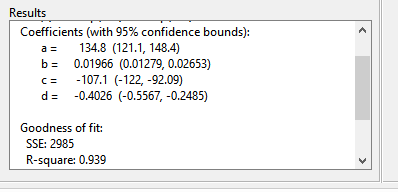 Results
Coefficients (with 95% confidence bounds):
a = 134.8 (121.1, 148.4)
b = 0.01966 (0.01279, 0.02653)
c = -107.1 (-122, -92.09)
d = -0.4026 (-0.5567, -0.2485)
Goodness of fit:
SSE: 2985
R-square: 0.939